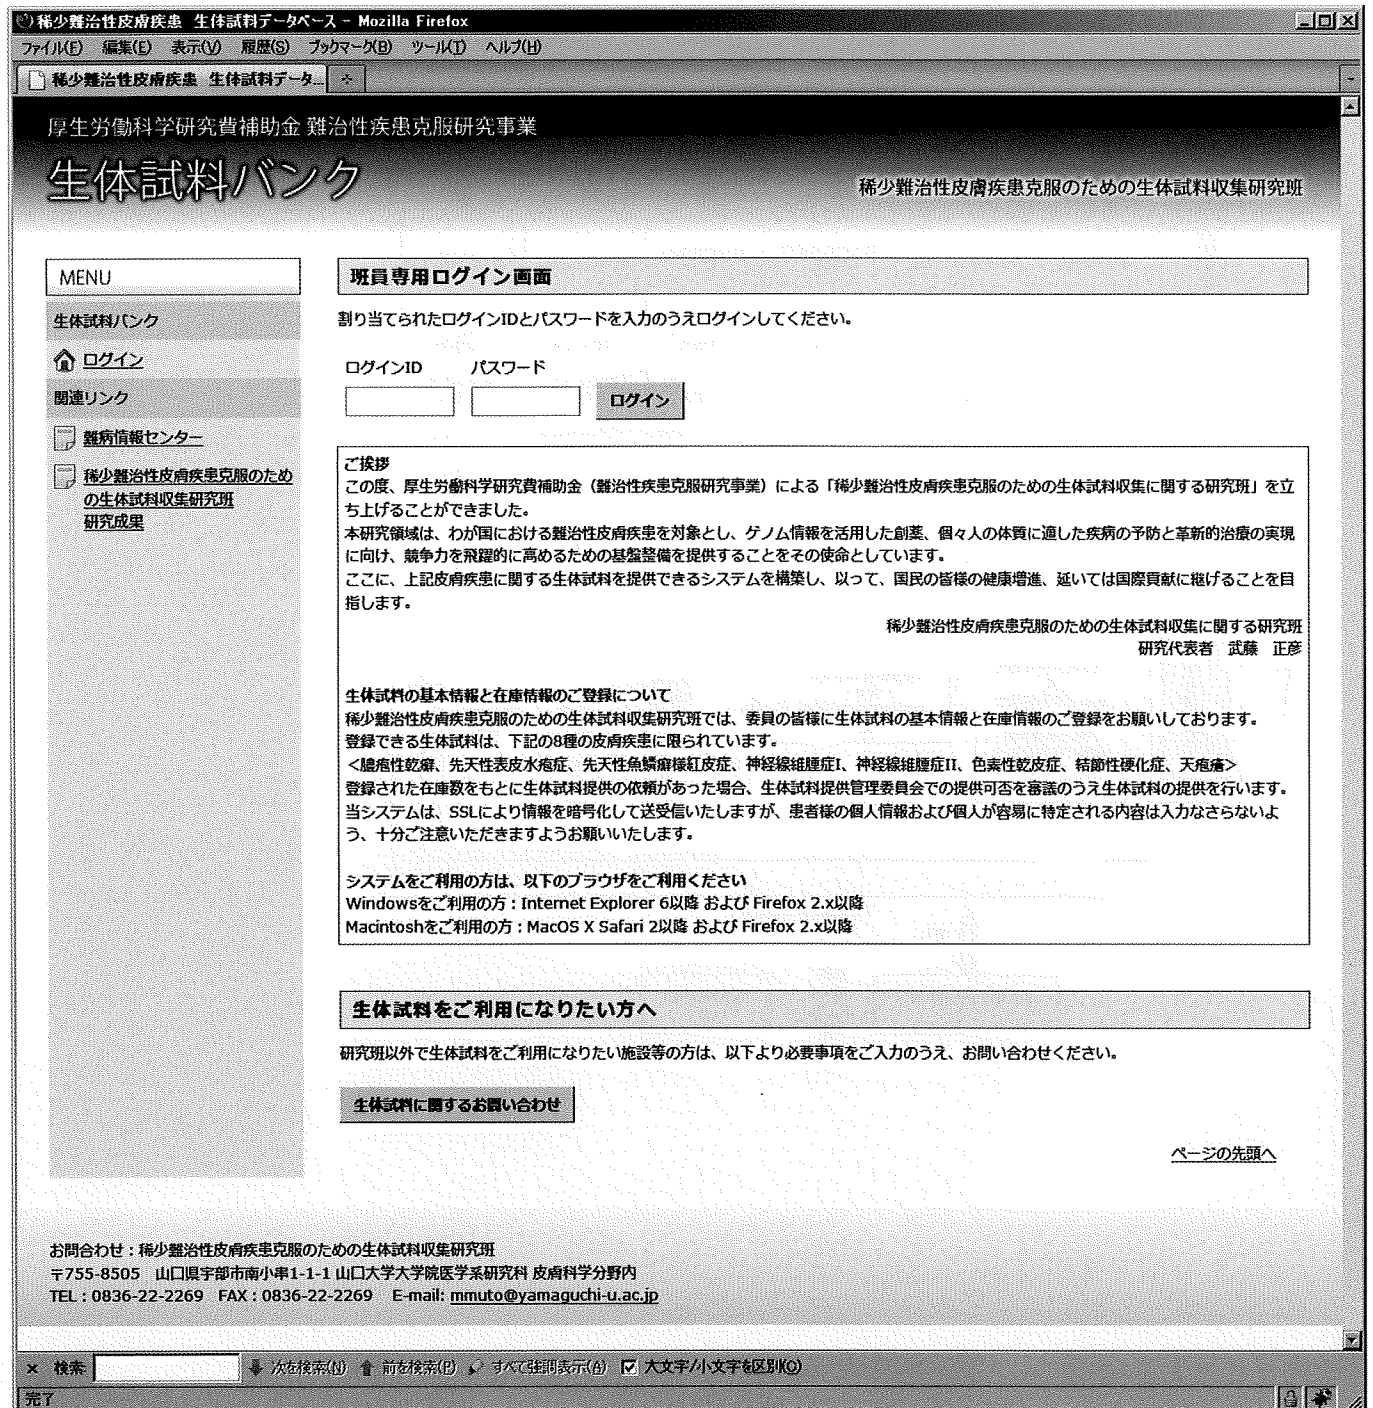 稀少難治性皮膚疾患 生体試料データベース - Mozilla Firefox
ファイル(F) 編集(E) 表示(V) 履歴(S) ブックマーク(B) ツール(T) ヘルプ(H)
稀少難治性皮膚疾患 生体試料データ...
厚生労働科学研究費補助金 難治性疾患克服研究事業
生体試料バンク
稀少難治性皮膚疾患克服のための生体試料収集研究班
MENU
生体試料バンク
ログイン
関連リンク
難病情報センター
稀少難治性皮膚疾患克服のため
の生体試料収集研究班
研究成果
班員専用ログイン画面
割り当てられたログインIDとパスワードを入力のうえログインしてください。
ログインID パスワード
ログイン
ご挨拶
この度、厚生労働科学研究費補助金（難治性疾患克服研究事業）による「稀少難治性皮膚疾患克服のための生体試料収集に関する研究班」を立
ち上げることができました。
本研究領域は、わが国における難治性皮膚疾患を対象とし、ゲノム情報を活用した創薬、個々人の体質に適した疾病の予防と革新的治療の実現
に向け、競争力を飛躍的に高めるための基盤整備を提供することをその使命としています。
ここに、上記皮膚疾患に関する生体試料を提供できるシステムを構築し、以って、国民の皆様の健康増進、延いては国際貢献に継げることを目
指します。
稀少難治性皮膚疾患克服のための生体試料収集に関する研究班
研究代表者 武藤 正彦
生体試料の基本情報と在庫情報のご登録について
稀少難治性皮膚疾患克服のための生体試料収集研究班では、委員の皆様に生体試料の基本情報と在庫情報のご登録をお願いしております。
登録できる生体試料は、下記の8種の皮膚疾患に限られています。
＜膿疱性乾癬、先天性表皮水疱症、先天性魚鱗癬様紅皮症、神経線維腫症I、神経線維腫症II、色素性乾皮症、結節性硬化症、天疱瘡＞
登録された在庫数をもとに生体試料提供の依頼があった場合、生体試料提供管理委員会での提供可否を審議のうえ生体試料の提供を行います。
当システムは、SSLにより情報を暗号化して送受信いたしますが、患者様の個人情報および個人が容易に特定される内容は入力なさらないよ
う、十分ご注意いただきますようお願いいたします。
システムをご利用の方は、以下のブラウザをご利用ください
Windowsをご利用の方：Internet Explorer 6以降 および Firefox 2.x以降
Macintoshをご利用の方：MacOS X Safari 2以降 および Firefox 2.x以降
生体試料をご利用になりたい方へ
研究班以外で生体試料をご利用になりたい施設等の方は、以下より必要事項をご入力のうえ、お問い合わせください。
生体試料に関するお問い合わせ
ページの先頭へ
お問合わせ：稀少難治性皮膚疾患克服のための生体試料収集研究班
〒755-8505 山口県宇部市南小串1-1-1 山口大学大学院医学系研究科 皮膚科学分野内
TEL：0836-22-2269 FAX：0836-22-2269 E-mail: mmuto@yamaguchi-u.ac.jp
× 検索: 次を検索(N) 前を検索(P) すべて強調表示(A) 大文字/小文字を区別(C)
完了